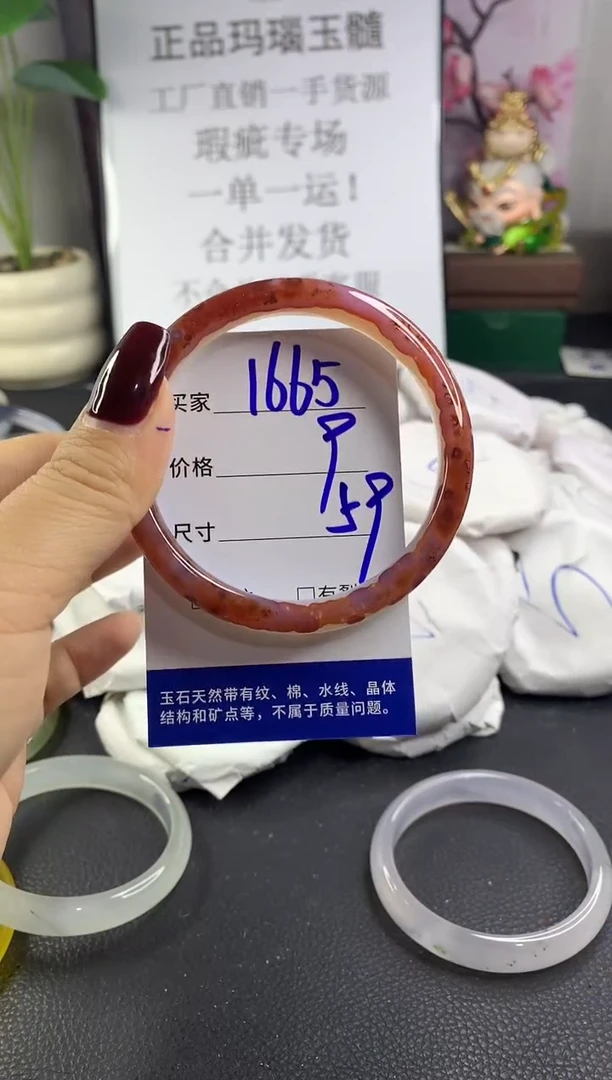 正品玛瑙玉髓
工厂直销一手货源
瑕疵专场
一单一运！
合并发货
买家 1665
价格 9
尺寸 59
□有裂
玉石天然带有纹、棉、水线、晶体
结构和矿点等，不属于质量问题。